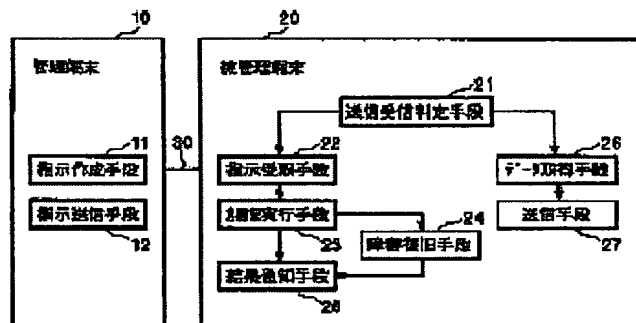 10
管理端末
11
指示作成手段
指示送信手段
12
30
20
被管理端末
21
送信受信判定手段
22
指示受取手段
処理実行手段
23
24
障害復旧手段
結果通知手段
25
26
データ取得手段
送信手段
27